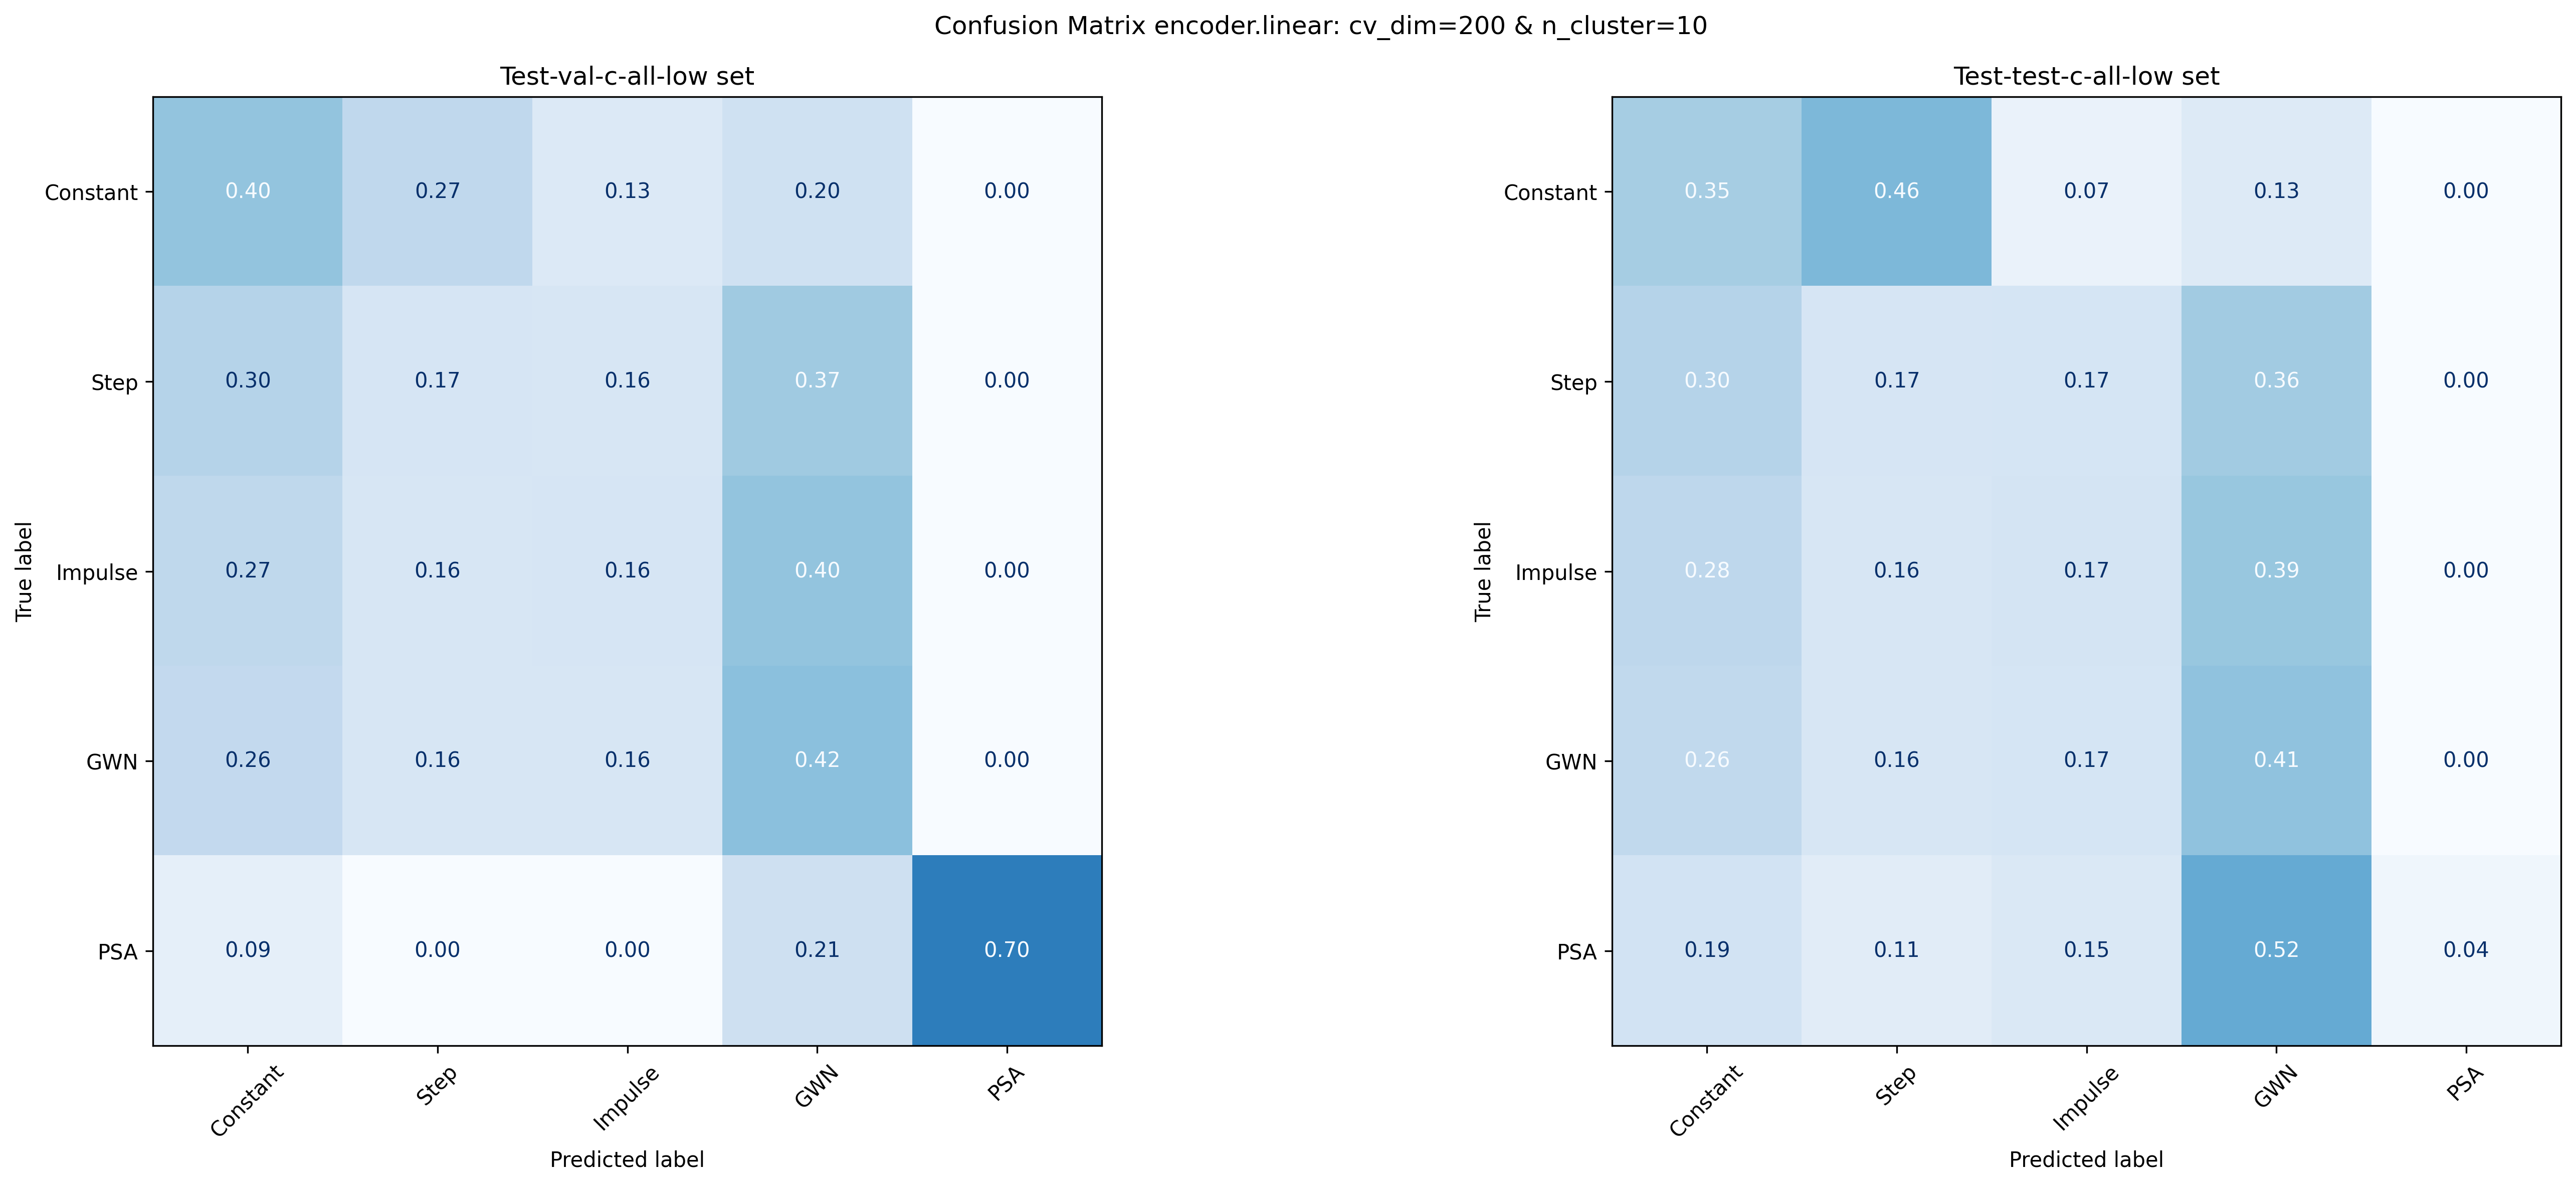 Confusion Matrix encoder.linear: cv_dim=200 & n_cluster=10
Test-val-c-all-low set
True label
Constant 0.40 0.27 0.13 0.20 0.00
Step 0.30 0.17 0.16 0.37 0.00
Impulse 0.27 0.16 0.16 0.40 0.00
GWN 0.26 0.16 0.16 0.42 0.00
PSA 0.09 0.00 0.00 0.21 0.70
Constant Step Impulse GWN PSA
Predicted label
Test-test-c-all-low set
True label
Constant 0.35 0.46 0.07 0.13 0.00
Step 0.30 0.17 0.17 0.36 0.00
Impulse 0.28 0.16 0.17 0.39 0.00
GWN 0.26 0.16 0.17 0.41 0.00
PSA 0.19 0.11 0.15 0.52 0.04
Constant Step Impulse GWN PSA
Predicted label